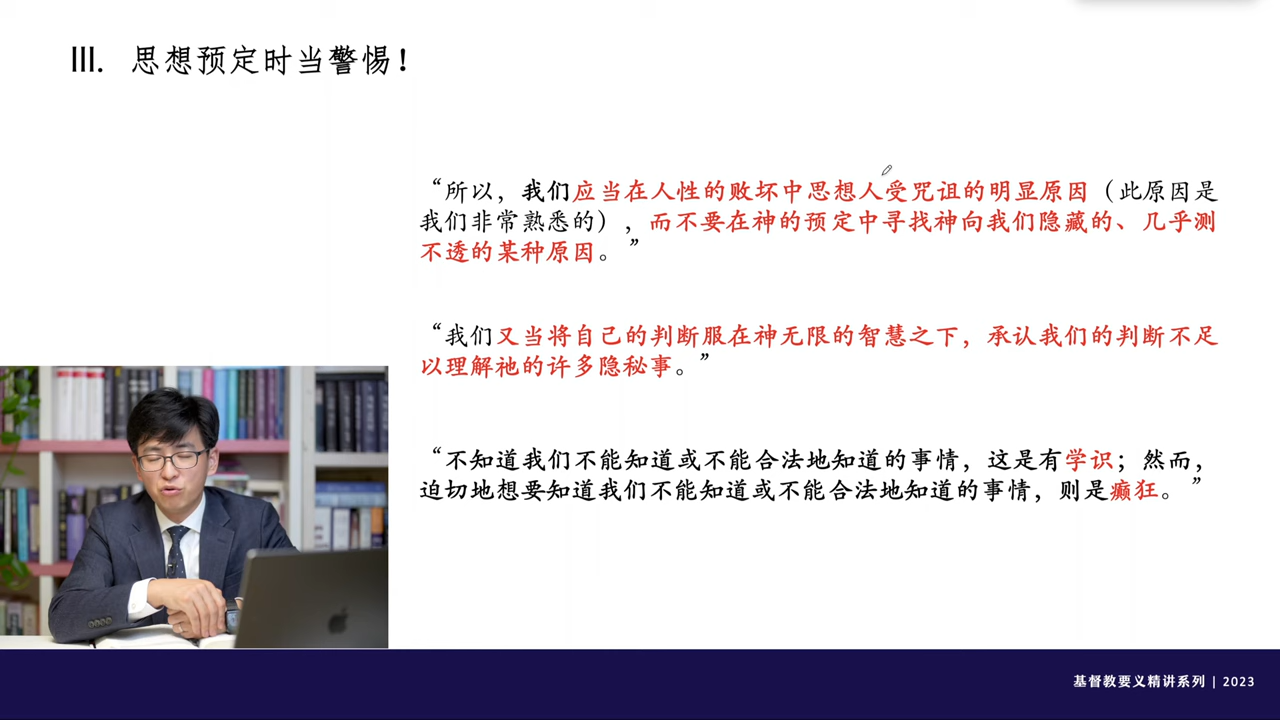 III. 思想预定时当警惕！
“所以，我们应当在人性的败坏中思想人受咒诅的明显原因（此原因是
我们非常熟悉的），而不要在神的预定中寻找神向我们隐藏的、几乎测
不透的某种原因。”
“我们又当将自己的判断服在神无限的智慧之下，承认我们的判断不足
以理解祂的许多隐秘事。”
“不知道我们不能知道或不能合法地知道的事情，这是有学识；然而，
迫切地想要知道我们不能知道或不能合法地知道的事情，则是癫狂。”
基督教要义精讲系列 | 2023